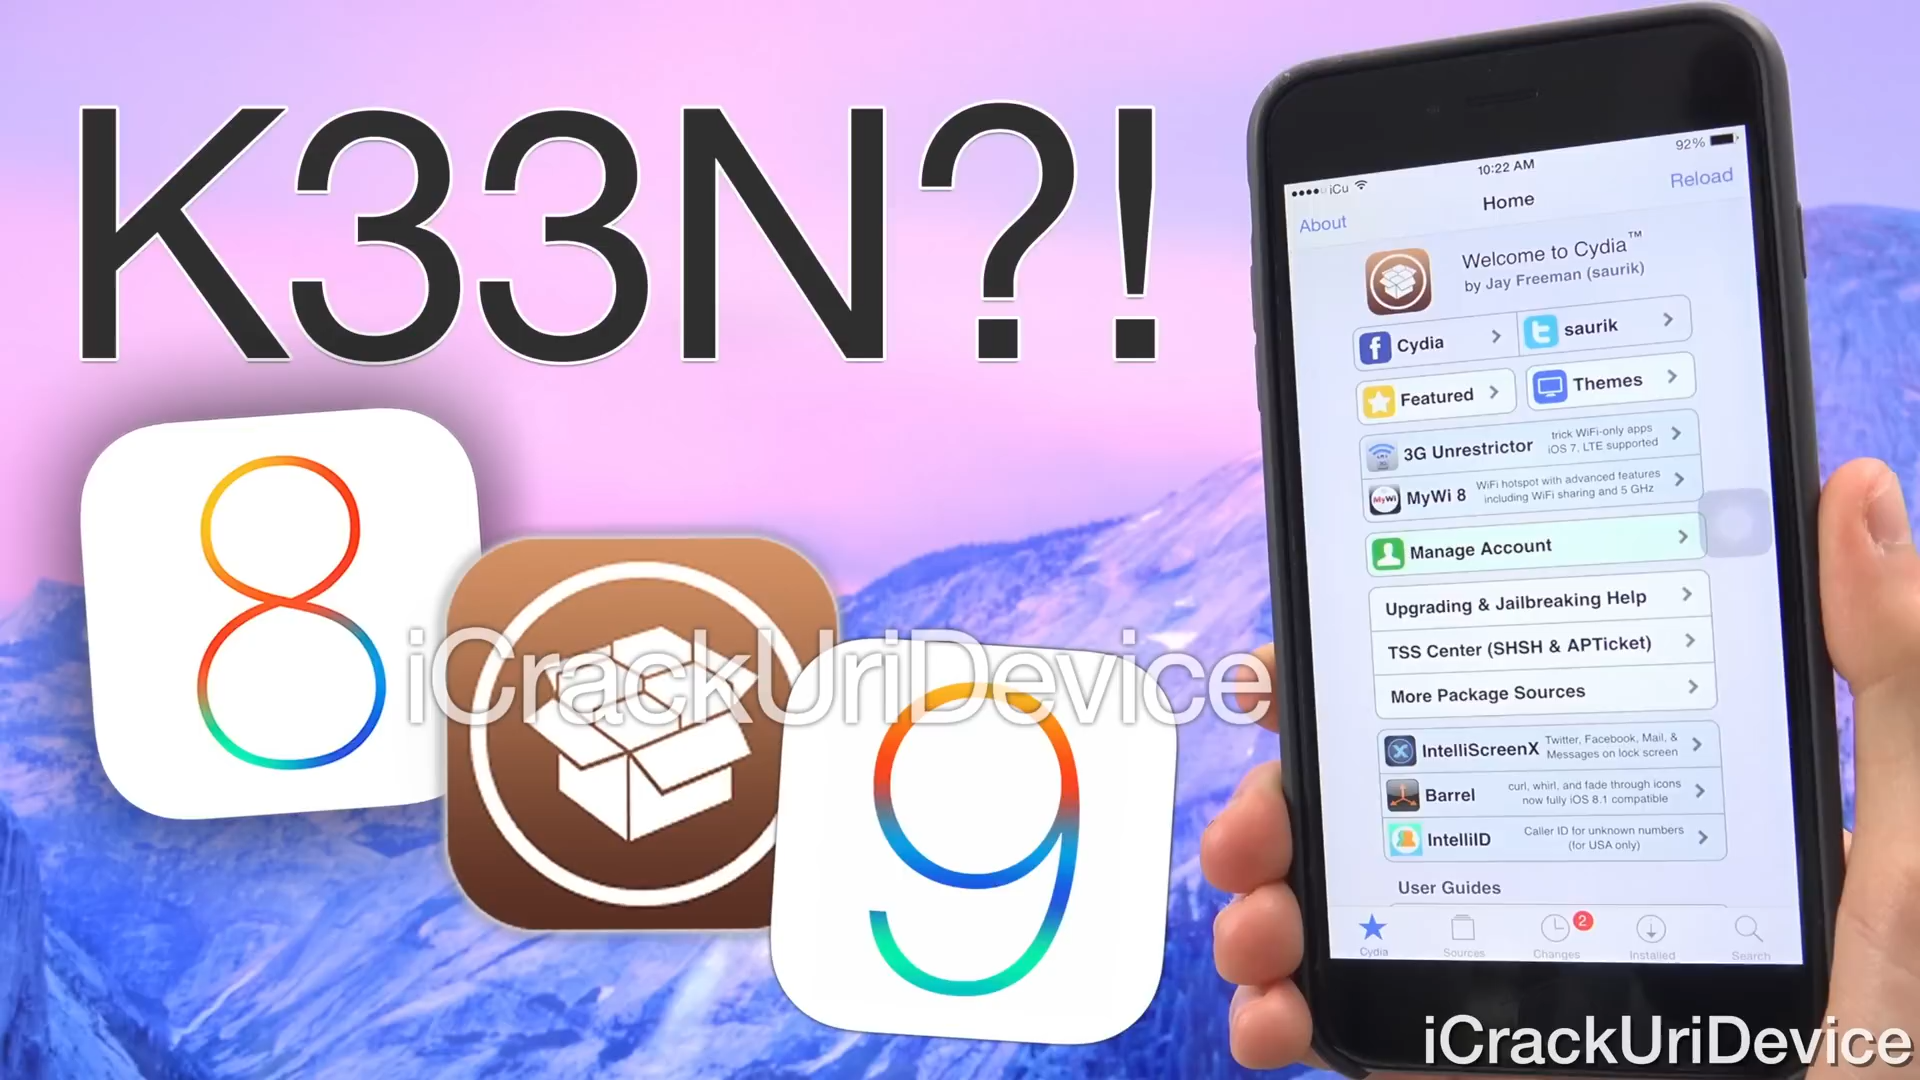 K33N?!
8
iCrackUriDevice
9
iCu
10:22 AM
92%
About
Home
Reload
Welcome to Cydia™
by Jay Freeman (saurik)
Cydia
saurik
Featured
Themes
3G Unrestrictor
trick WiFi-only apps
iOS 7, LTE supported
MyWi
MyWi 8
WiFi hotspot with advanced features
including WiFi sharing and 5 GHz
Manage Account
Upgrading & Jailbreaking Help
TSS Center (SHSH & APTicket)
More Package Sources
IntelliScreenX
Twitter, Facebook, Mail, &
Messages on lock screen
Barrel
curl, whirl, and fade through icons
now fully iOS 8.1 compatible
IntelliID
Caller ID for unknown numbers
(for USA only)
User Guides
Cydia
Sources
Changes
2
Installed
Search
iCrackUriDevice